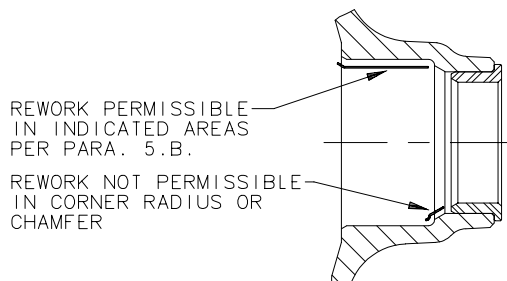 REWORK PERMISSIBLE
IN INDICATED AREAS
PER PARA. 5.B.
REWORK NOT PERMISSIBLE
IN CORNER RADIUS OR
CHAMFER